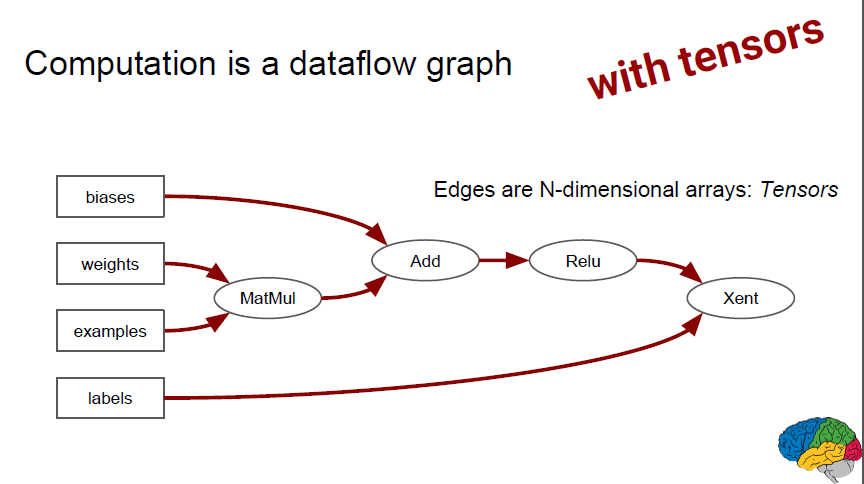 Computation is a dataflow graph
with tensors
Edges are N-dimensional arrays: Tensors
biases
weights
examples
labels
MatMul
Add
Relu
Xent